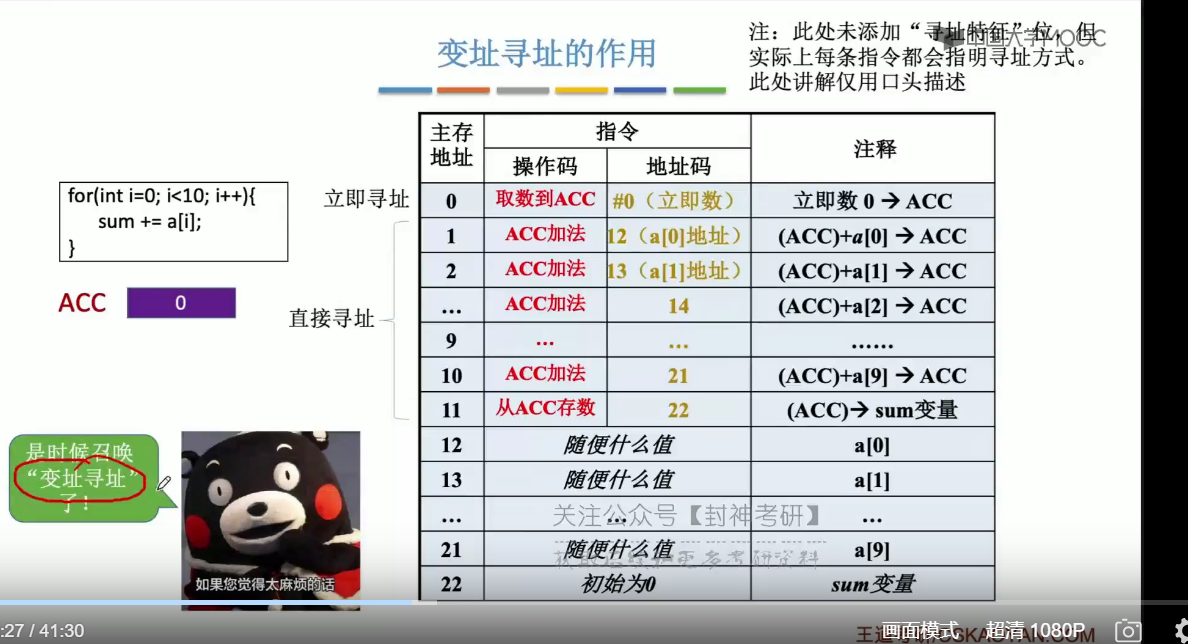 变址寻址的作用
注：此处未添加“寻址特征”位，但
实际上每条指令都会指明寻址方式。
此处讲解仅用口头描述
中国大学MOOC
for(int i=0; i<10; i++){
sum += a[i];
}
ACC 0
立即寻址
直接寻址
主存地址 指令 注释
操作码 地址码
0 取数到ACC #0（立即数） 立即数 0 → ACC
1 ACC加法 12（a[0]地址） (ACC)+a[0] → ACC
2 ACC加法 13（a[1]地址） (ACC)+a[1] → ACC
... ACC加法 14 (ACC)+a[2] → ACC
9 ... ... ......
10 ACC加法 21 (ACC)+a[9] → ACC
11 从ACC存数 22 (ACC)→ sum变量
12 随便什么值 a[0]
13 随便什么值 a[1]
... ... ...
关注公众号【封神考研】
21 随便什么值 a[9]
22 初始为0 sum变量
是时候召唤
“变址寻址”
了！
如果您觉得太麻烦的话
:27 / 41:30
画面模式 超清 1080P